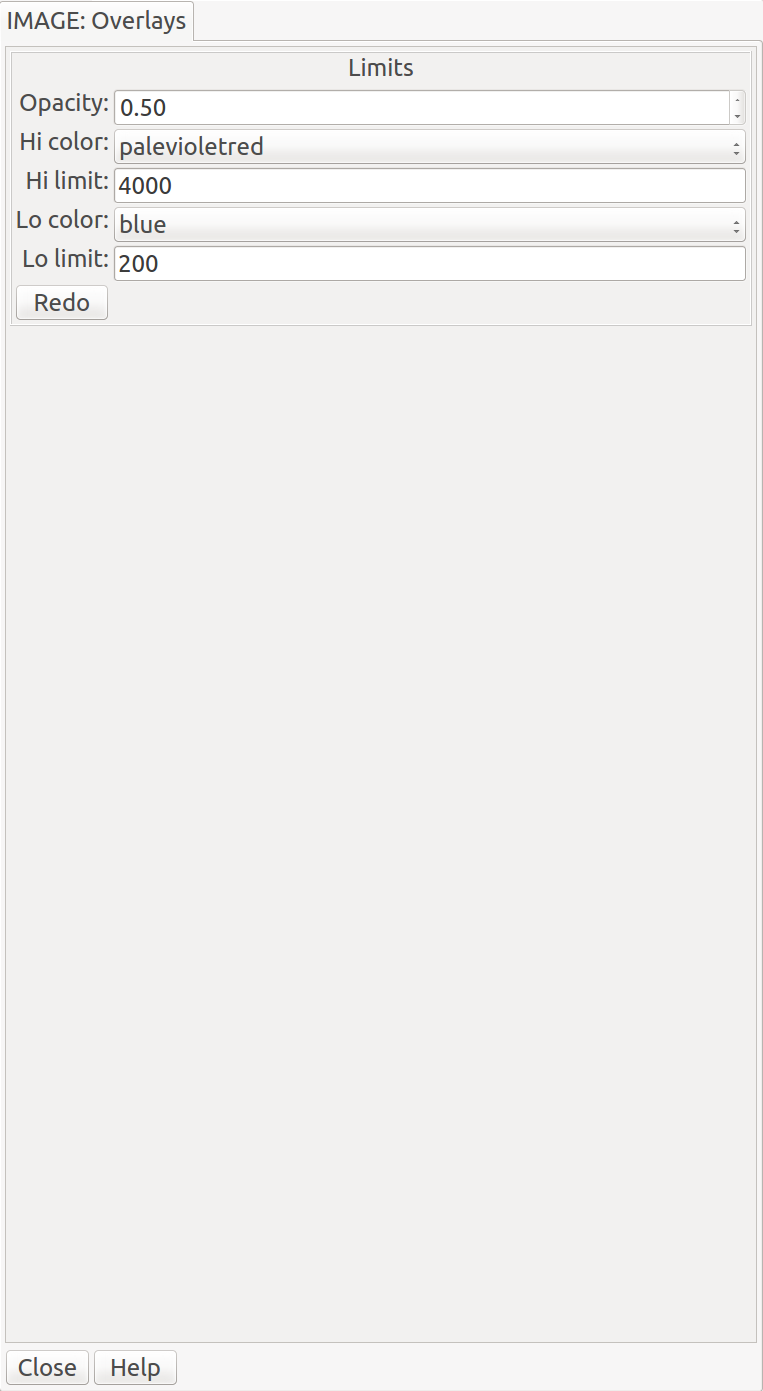 IMAGE: Overlays
Limits
Opacity: 0.50
Hi color: palevioletred
Hi limit: 4000
Lo color: blue
Lo limit: 200
Redo
Close Help